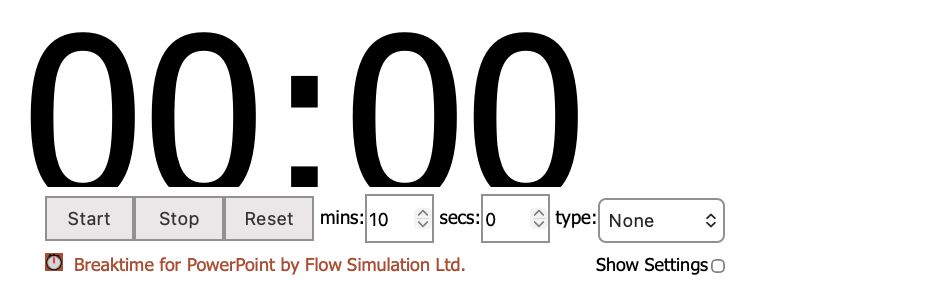 00:00
Start Stop Reset mins: 10 secs: 0 type: None
Breaktime for PowerPoint by Flow Simulation Ltd. Show Settings